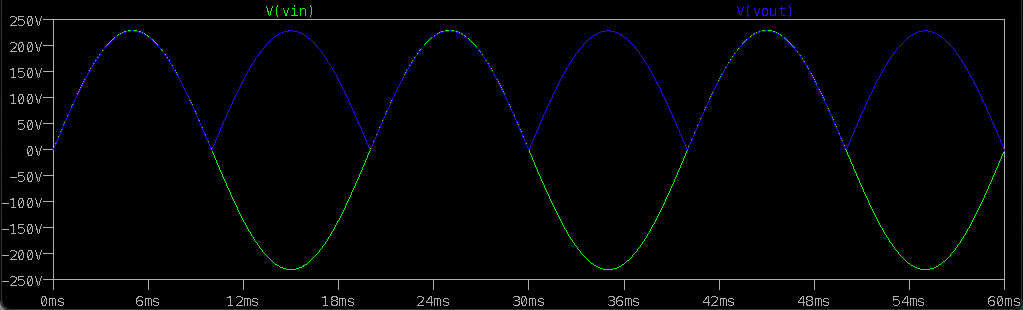 V(vin) V(vout)
250V
200V
150V
100V
50V
0V
-50V
-100V
-150V
-200V
-250V
0ms 6ms 12ms 18ms 24ms 30ms 36ms 42ms 48ms 54ms 60ms